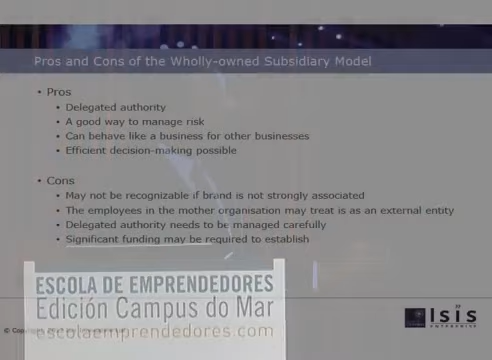 Pros and Cons of the Wholly-owned Subsidiary Model
• Pros
• Delegated authority
• A good way to manage risk
• Can behave like a business for other businesses
• Efficient decision-making possible
• Cons
• May not be recognizable if brand is not strongly associated
• The employees in the mother organisation may treat is as an external entity
• Delegated authority needs to be managed carefully
• Significant funding may be required to establish
ESCOLA DE EMPRENDEDORES
Edición Campus do Mar
escolaemprendedores.com
Isis
ENTERPRISE